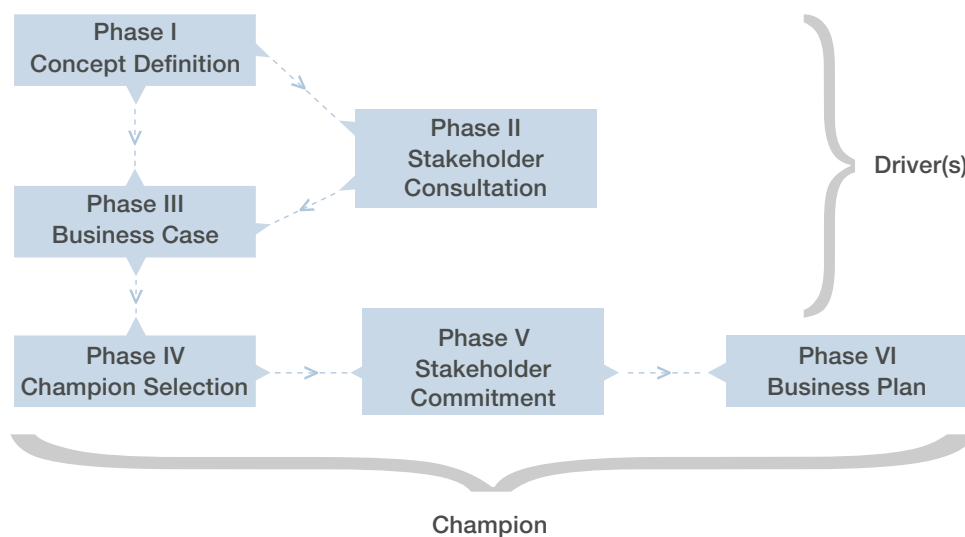 Phase I
Concept Definition
Phase II
Stakeholder
Consultation
Driver(s)
Phase III
Business Case
Phase IV
Champion Selection
Phase V
Stakeholder
Commitment
Phase VI
Business Plan
Champion